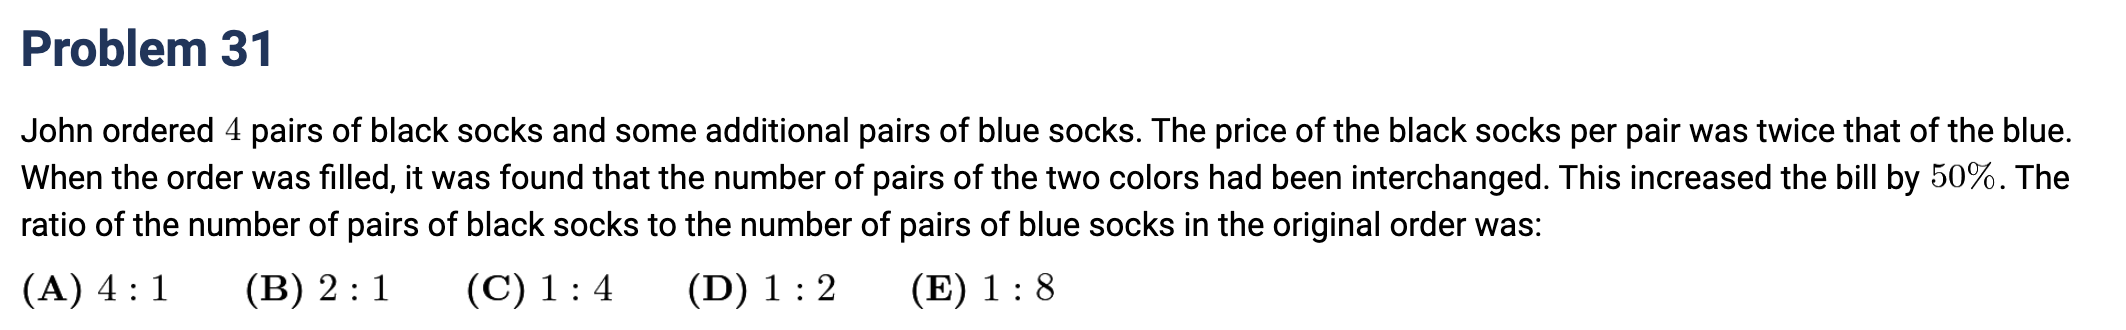 Problem 31
John ordered 4 pairs of black socks and some additional pairs of blue socks. The price of the black socks per pair was twice that of the blue.
When the order was filled, it was found that the number of pairs of the two colors had been interchanged. This increased the bill by 50%. The
ratio of the number of pairs of black socks to the number of pairs of blue socks in the original order was:
(A) 4 : 1 (B) 2 : 1 (C) 1 : 4 (D) 1 : 2 (E) 1 : 8